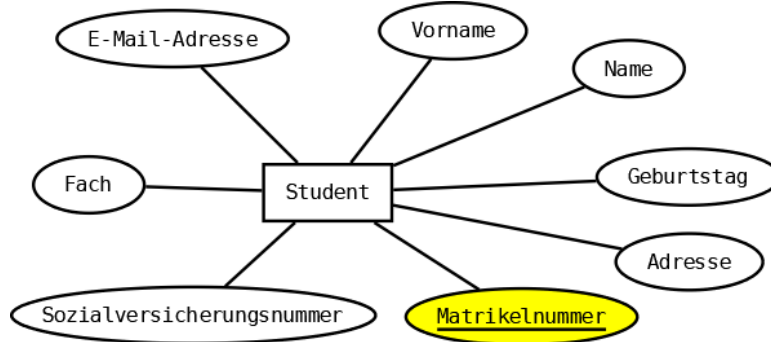 E-Mail-Adresse
Vorname
Name
Fach
Student
Geburtstag
Adresse
Sozialversicherungsnummer
Matrikelnummer